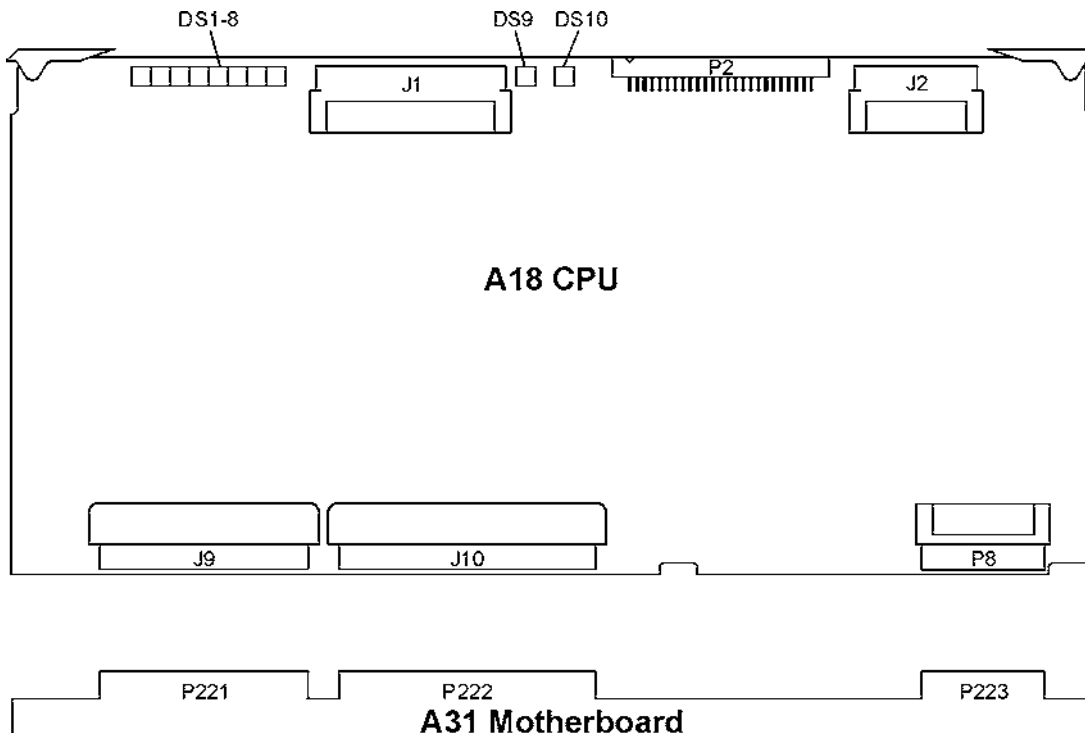 DS1-8 DS9 DS10
J1 P2 J2
A18 CPU
J9 J10 P8
P221 P222 P223
A31 Motherboard